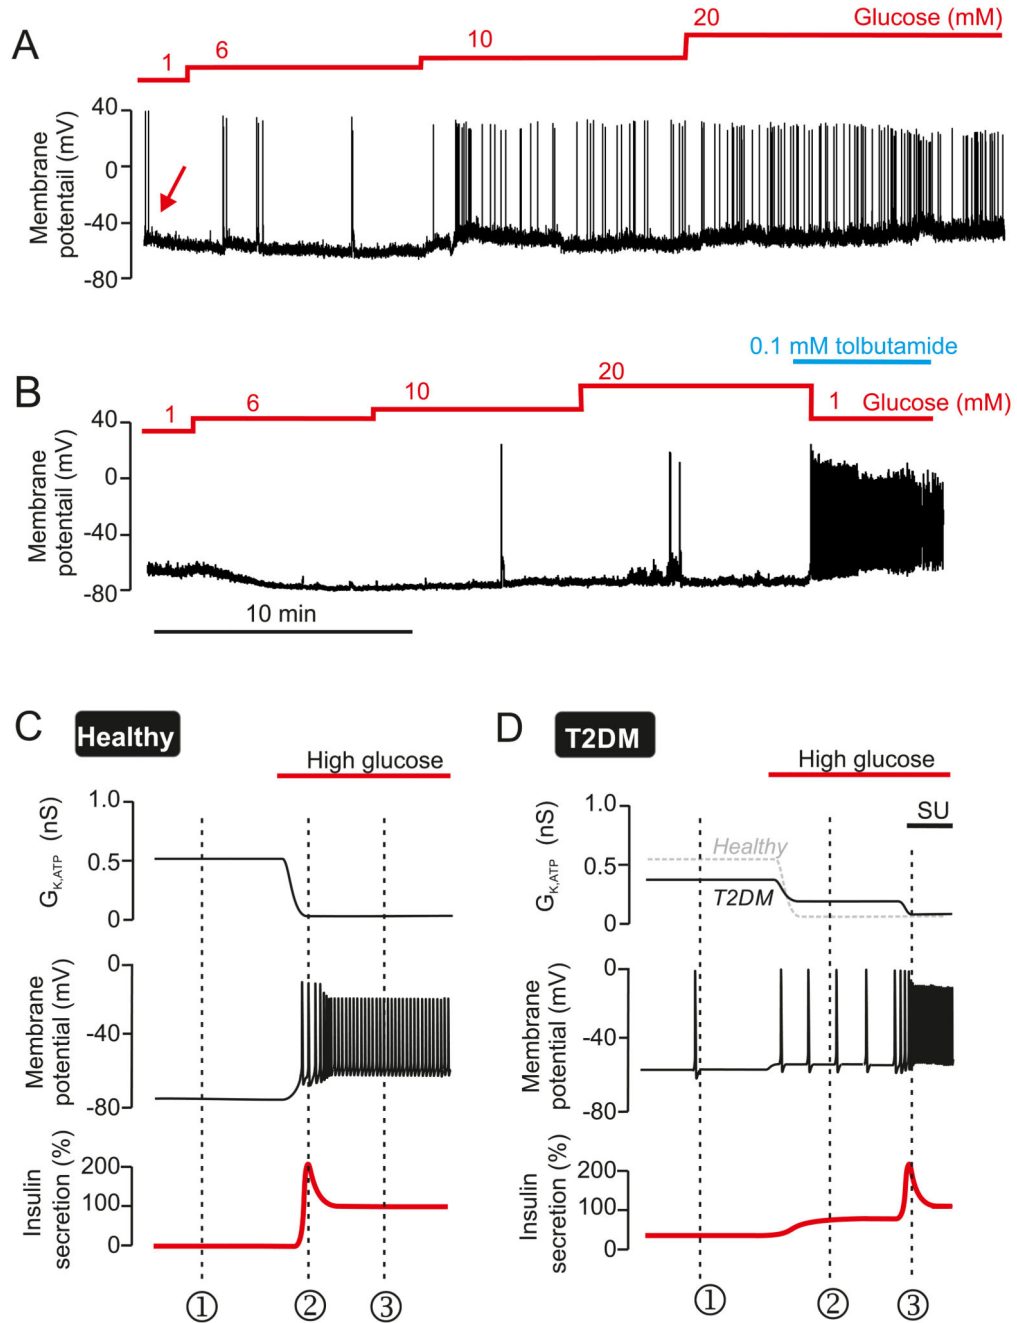 A
1
6
10
20
Glucose (mM)
Membrane
potentail (mV)
40
0
-40
-80
0.1 mM tolbutamide
B
1
6
10
20
1
Glucose (mM)
Membrane
potentail (mV)
40
0
-40
-80
10 min
C
Healthy
High glucose
G K,ATP (nS)
1.0
0.5
0
Membrane
potential (mV)
0
-40
-80
Insulin
secretion (%)
200
100
0
①
②
③
D
T2DM
High glucose
SU
G K,ATP (nS)
1.0
0.5
0
Healthy
T2DM
Membrane
potential (mV)
0
-40
-80
Insulin
secretion (%)
200
100
0
①
②
③